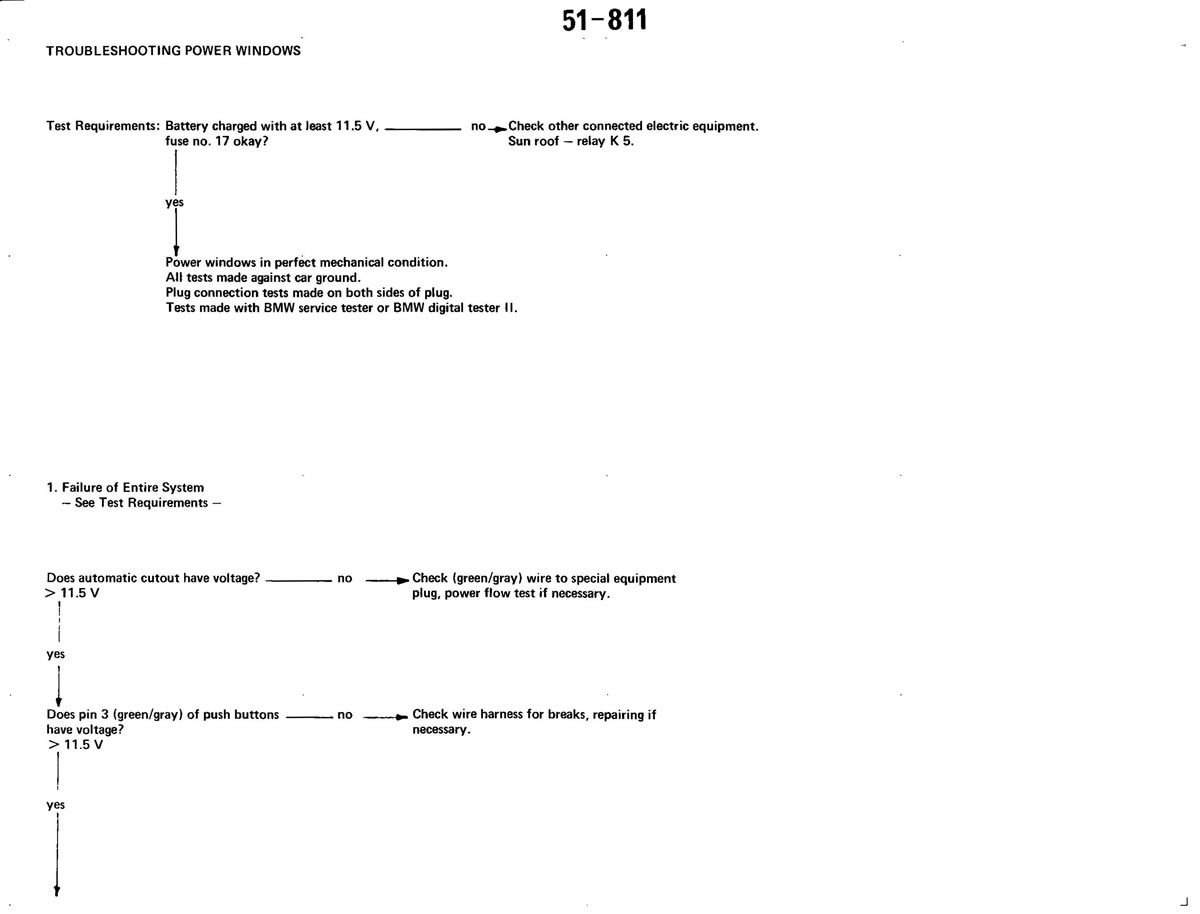 51-811
TROUBLESHOOTING POWER WINDOWS
Test Requirements: Battery charged with at least 11.5 V, no Check other connected electric equipment.
fuse no. 17 okay? Sun roof – relay K 5.
yes
Power windows in perfect mechanical condition.
All tests made against car ground.
Plug connection tests made on both sides of plug.
Tests made with BMW service tester or BMW digital tester II.
1. Failure of Entire System
– See Test Requirements –
Does automatic cutout have voltage? no Check (green/gray) wire to special equipment
> 11.5 V plug, power flow test if necessary.
yes
Does pin 3 (green/gray) of push buttons no Check wire harness for breaks, repairing if
have voltage? necessary.
> 11.5 V
yes